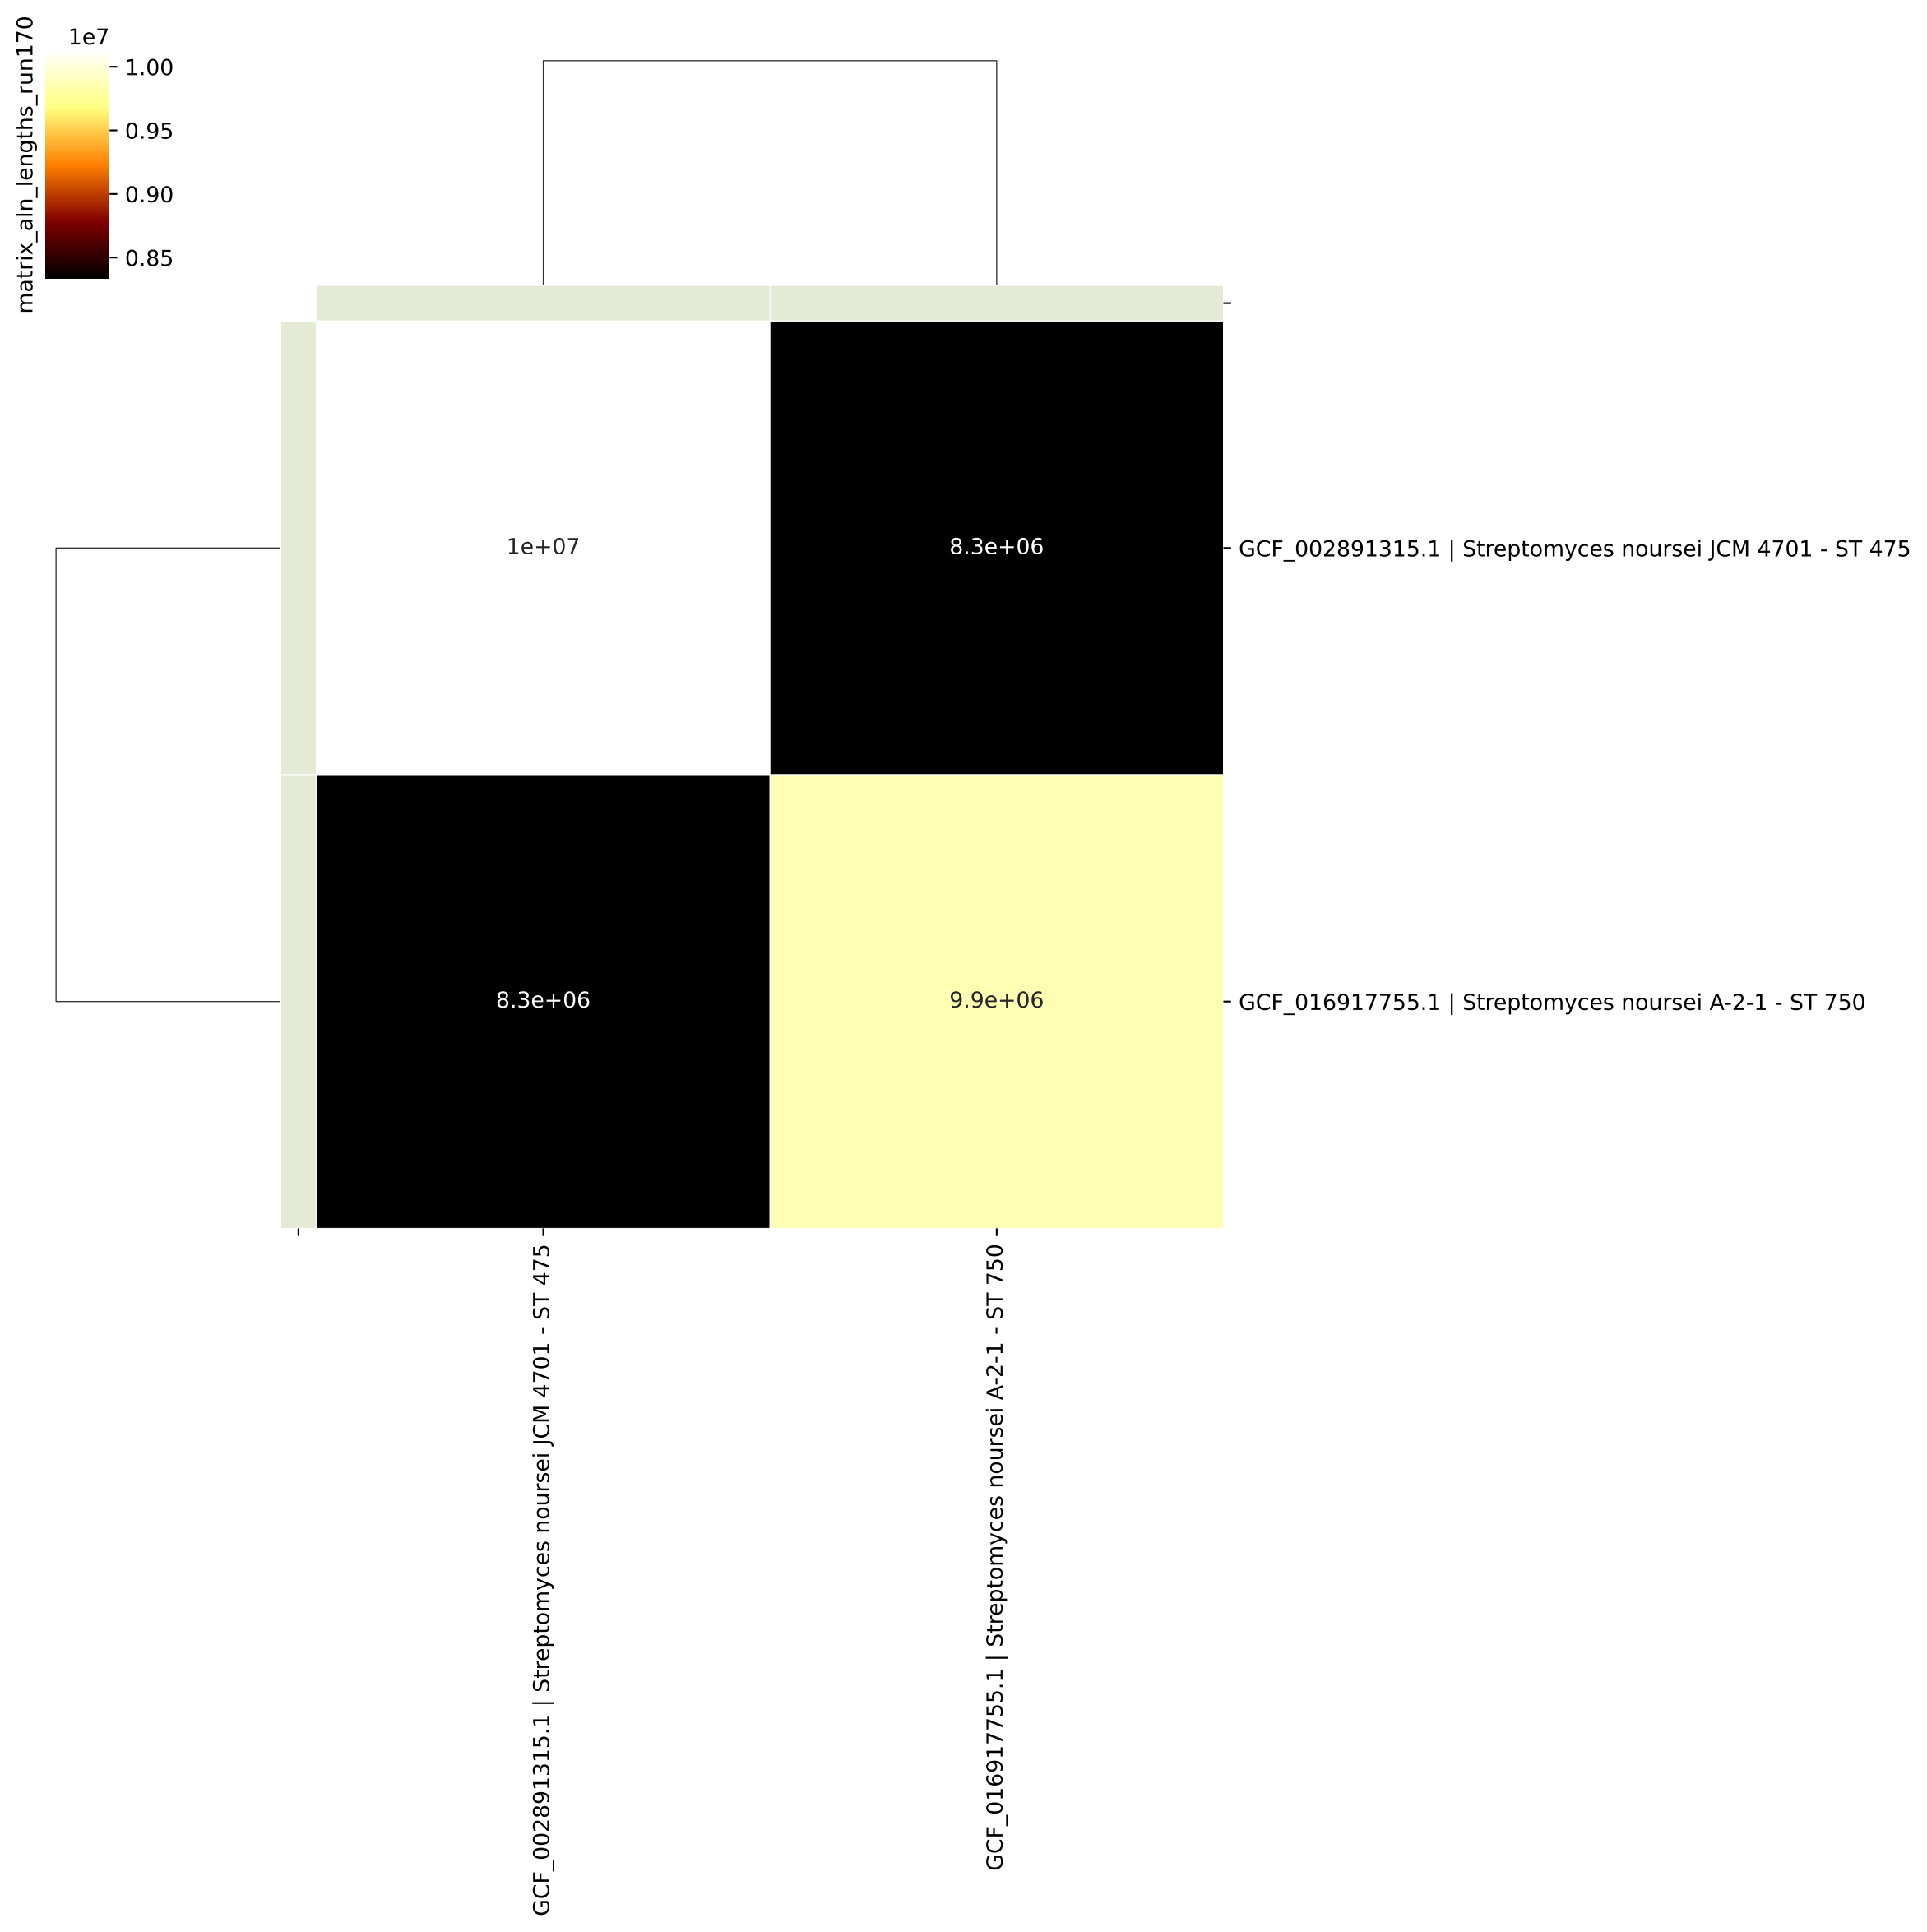 matrix_aln_lengths_run170
1e7
1.00
0.95
0.90
0.85
1e+07
8.3e+06
GCF_002891315.1 | Streptomyces noursei JCM 4701 - ST 475
8.3e+06
9.9e+06
GCF_016917755.1 | Streptomyces noursei A-2-1 - ST 750
GCF_002891315.1 | Streptomyces noursei JCM 4701 - ST 475
GCF_016917755.1 | Streptomyces noursei A-2-1 - ST 750